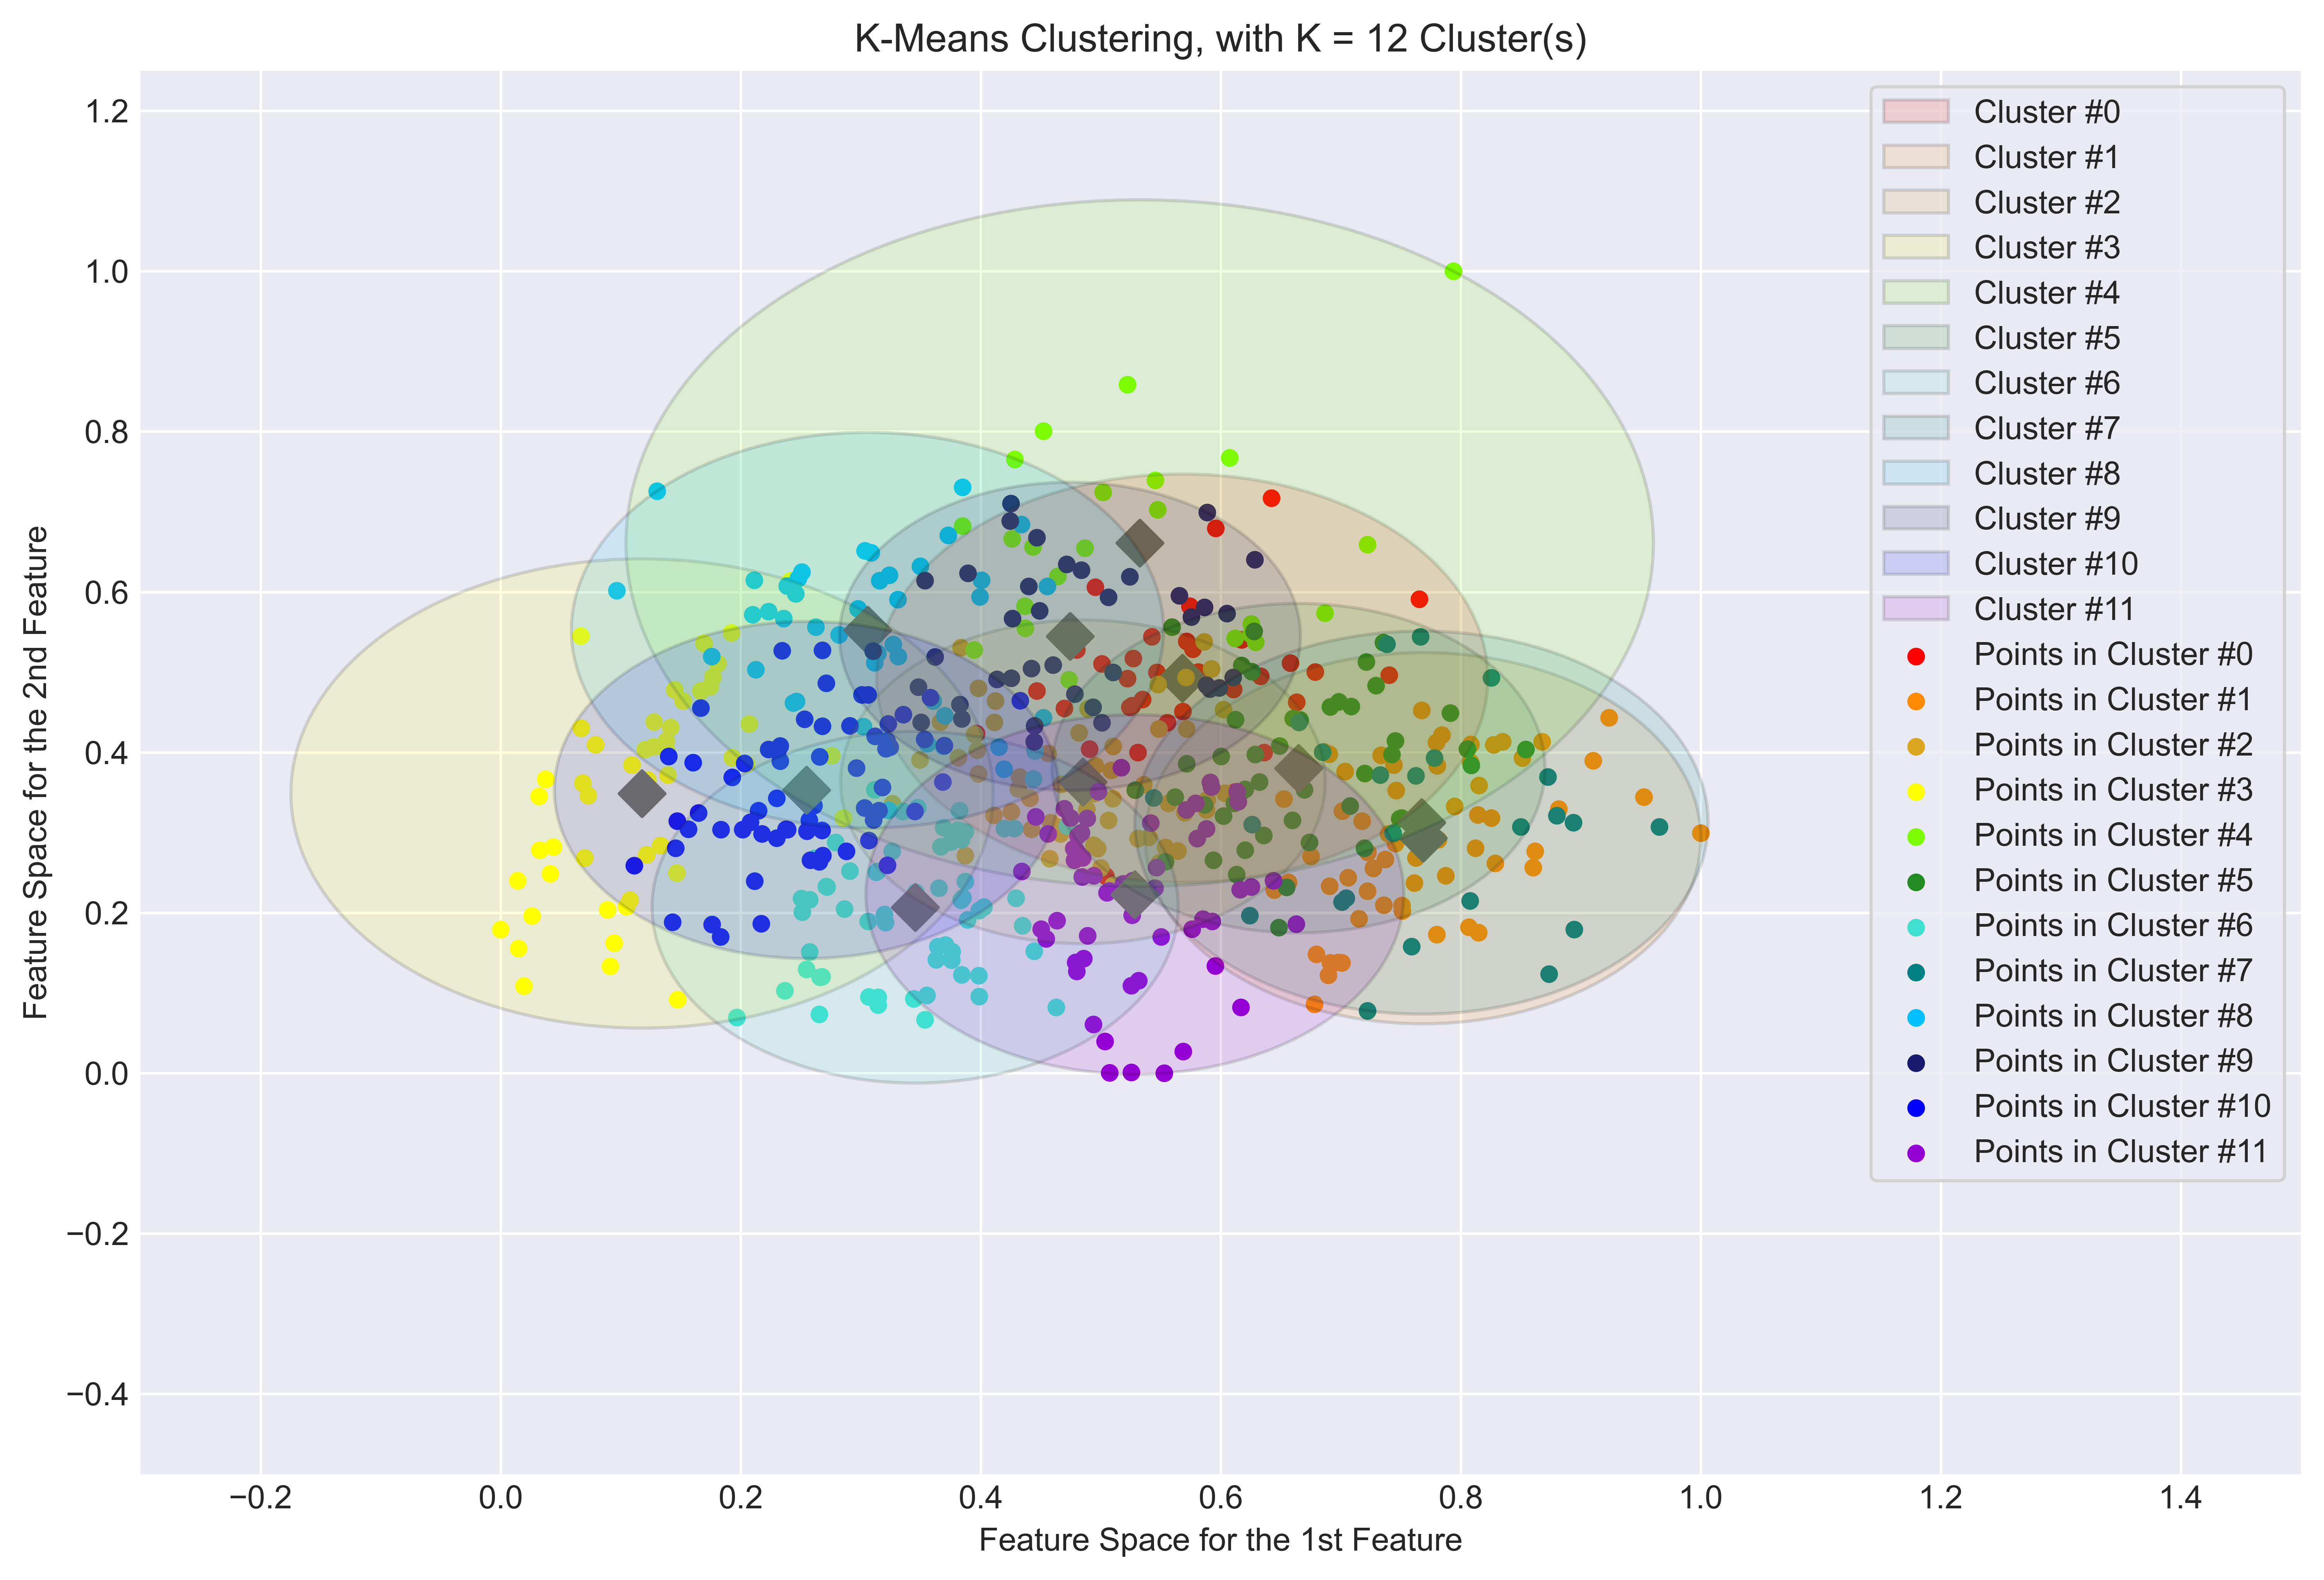 K-Means Clustering, with K = 12 Cluster(s)
1.2
1.0
0.8
0.6
0.4
0.2
0.0
−0.2
−0.4
Feature Space for the 2nd Feature
−0.2 0.0 0.2 0.4 0.6 0.8 1.0 1.2 1.4
Feature Space for the 1st Feature
Cluster #0
Cluster #1
Cluster #2
Cluster #3
Cluster #4
Cluster #5
Cluster #6
Cluster #7
Cluster #8
Cluster #9
Cluster #10
Cluster #11
Points in Cluster #0
Points in Cluster #1
Points in Cluster #2
Points in Cluster #3
Points in Cluster #4
Points in Cluster #5
Points in Cluster #6
Points in Cluster #7
Points in Cluster #8
Points in Cluster #9
Points in Cluster #10
Points in Cluster #11